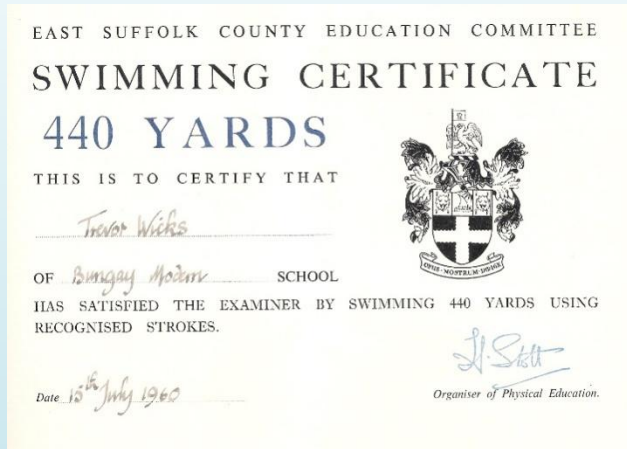 EAST SUFFOLK COUNTY EDUCATION COMMITTEE
SWIMMING CERTIFICATE
440 YARDS
THIS IS TO CERTIFY THAT
Trevor Wicks
OF Bungay Modern SCHOOL
HAS SATISFIED THE EXAMINER BY SWIMMING 440 YARDS USING
RECOGNISED STROKES.
OPUS · NOSTRUM · DIRIGE
H. Stott
Date 15th July 1960
Organiser of Physical Education.